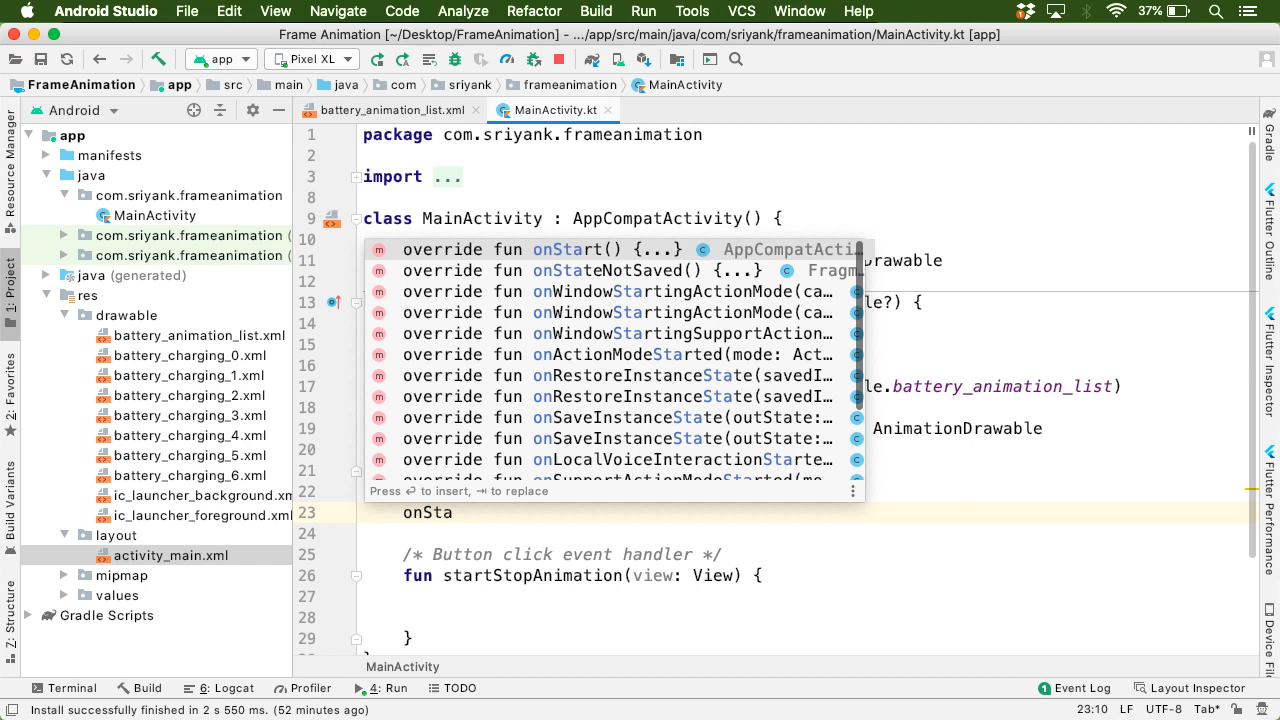 Android Studio File Edit View Navigate Code Analyze Refactor Build Run Tools VCS Window Help 37%
Frame Animation [~/Desktop/FrameAnimation] - .../app/src/main/java/com/sriyank/frameanimation/MainActivity.kt [app]
app Pixel XL
FrameAnimation app src main java com sriyank frameanimation MainActivity
Android
battery_animation_list.xml MainActivity.kt
app
manifests
java
com.sriyank.frameanimation
MainActivity
com.sriyank.frameanimation (
com.sriyank.frameanimation (
java (generated)
res
drawable
battery_animation_list.xml
battery_charging_0.xml
battery_charging_1.xml
battery_charging_2.xml
battery_charging_3.xml
battery_charging_4.xml
battery_charging_5.xml
battery_charging_6.xml
ic_launcher_background.xm
ic_launcher_foreground.xml
layout
activity_main.xml
mipmap
values
Gradle Scripts
Resource Manager
1: Project
2: Favorites
Build Variants
Z: Structure
1 package com.sriyank.frameanimation
2
3 import ...
8
9 class MainActivity : AppCompatActivity() {
10
11 Drawable
12
13 le?) {
14
15
16
17 le.battery_animation_list)
18
19 AnimationDrawable
20
21
22
23 onSta
24
25 /* Button click event handler */
26 fun startStopAnimation(view: View) {
27
28
29 }
override fun onStart() {...} AppCompatActi...
override fun onStateNotSaved() {...} Fragm...
override fun onWindowStartingActionMode(ca...
override fun onWindowStartingActionMode(ca...
override fun onWindowStartingSupportAction...
override fun onActionModeStarted(mode: Act...
override fun onRestoreInstanceState(savedI...
override fun onRestoreInstanceState(savedI...
override fun onSaveInstanceState(outState:...
override fun onSaveInstanceState(outState:...
override fun onLocalVoiceInteractionStarte...
override fun onSupportActionModeStarted(mo...
Press ↵ to insert, ⇥ to replace
MainActivity
Gradle
Flutter Outline
Flutter Inspector
Flutter Performance
Device Fil
Terminal Build 6: Logcat Profiler 4: Run TODO 1 Event Log Layout Inspector
Install successfully finished in 2 s 550 ms. (52 minutes ago) 23:10 LF UTF-8 Tab*